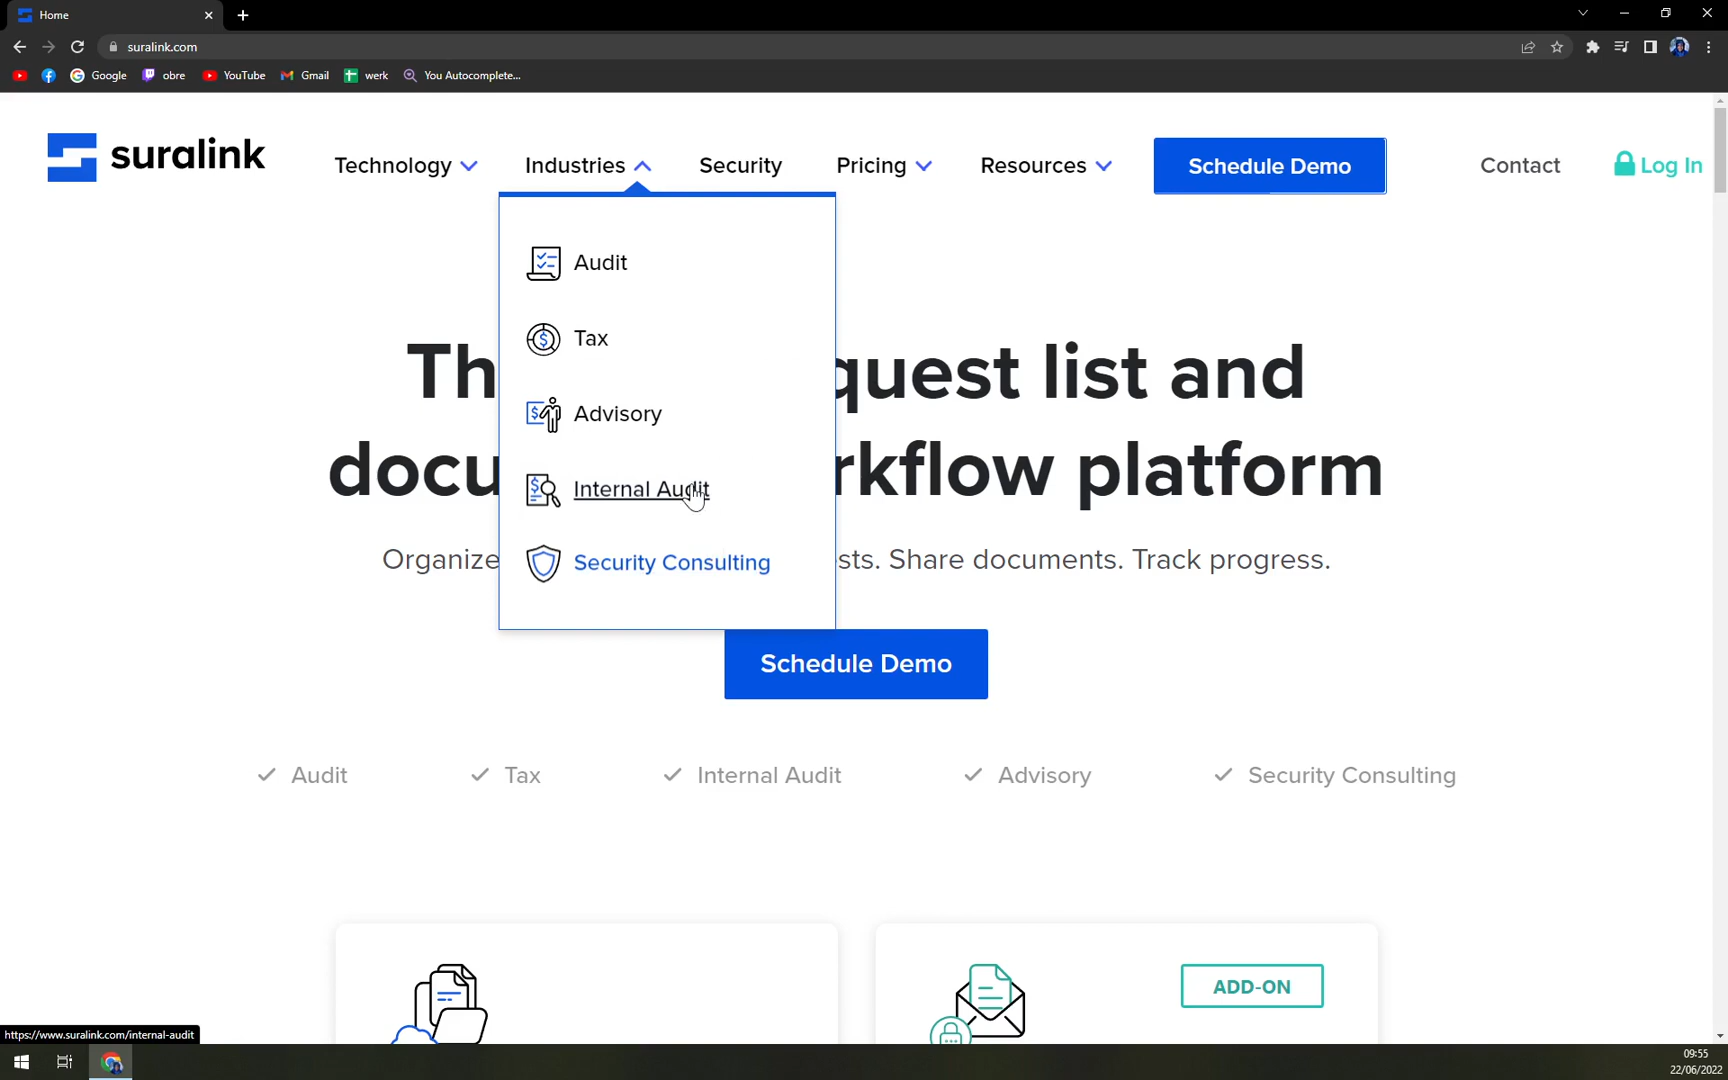 Home
suralink.com
Google
obre
YouTube
Gmail
werk
You Autocomplete...
suralink
Technology
Industries
Security
Pricing
Resources
Schedule Demo
Contact
Log In
Audit
Tax
Advisory
Internal Audit
Security Consulting
Th quest list and
docu rkflow platform
Organize sts. Share documents. Track progress.
Schedule Demo
Audit
Tax
Internal Audit
Advisory
Security Consulting
ADD-ON
https://www.suralink.com/internal-audit
09:55
22/06/2022